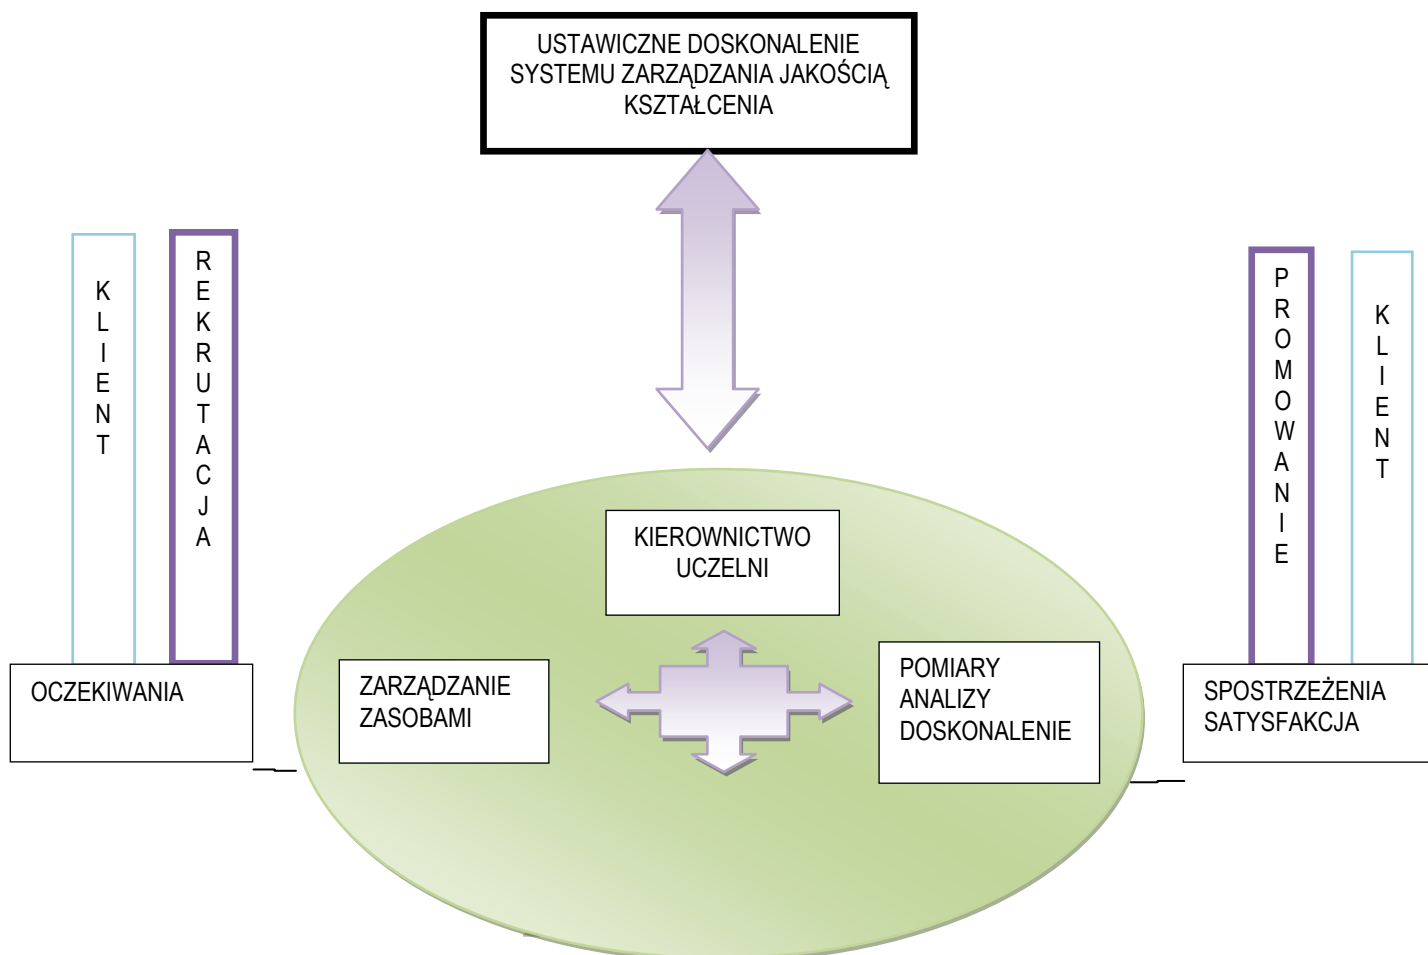 USTAWICZNE DOSKONALENIE
SYSTEMU ZARZĄDZANIA JAKOŚCIĄ
KSZTAŁCENIA
KLIENT
REKRUTACJA
PROMOWANIE
KLIENT
KIEROWNICTWO
UCZELNI
OCZEKIWANIA
ZARZĄDZANIE
ZASOBAMI
POMIARY
ANALIZY
DOSKONALENIE
SPOSTRZEŻENIA
SATYSFAKCJA